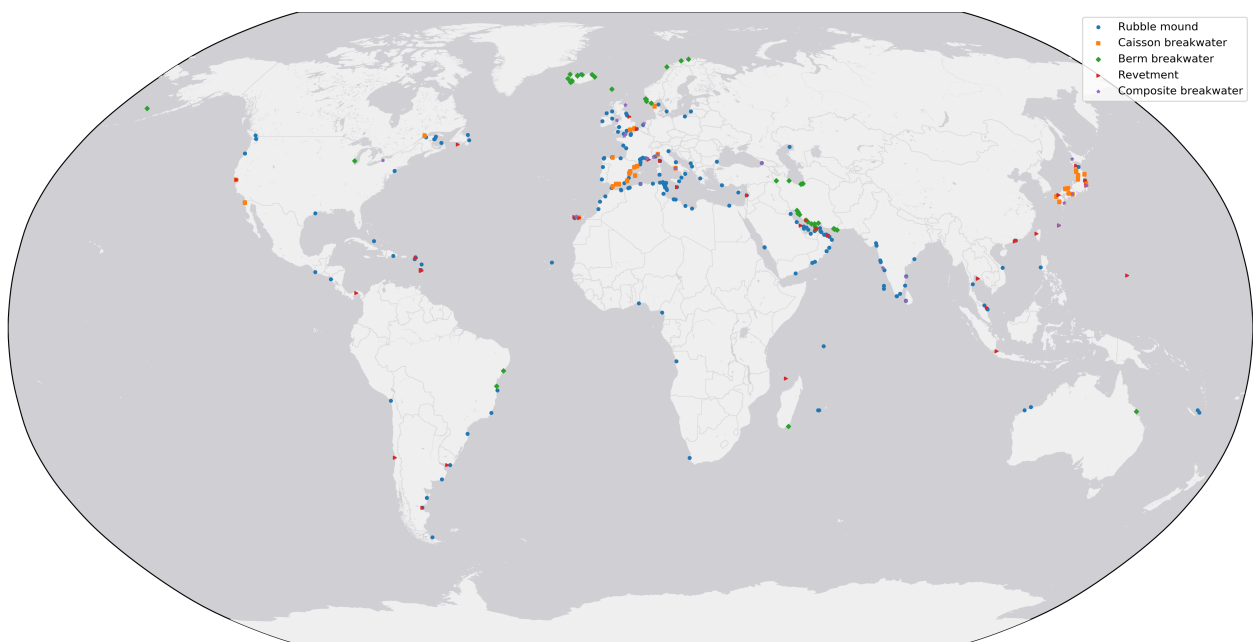 Rubble mound
Caisson breakwater
Berm breakwater
Revetment
Composite breakwater